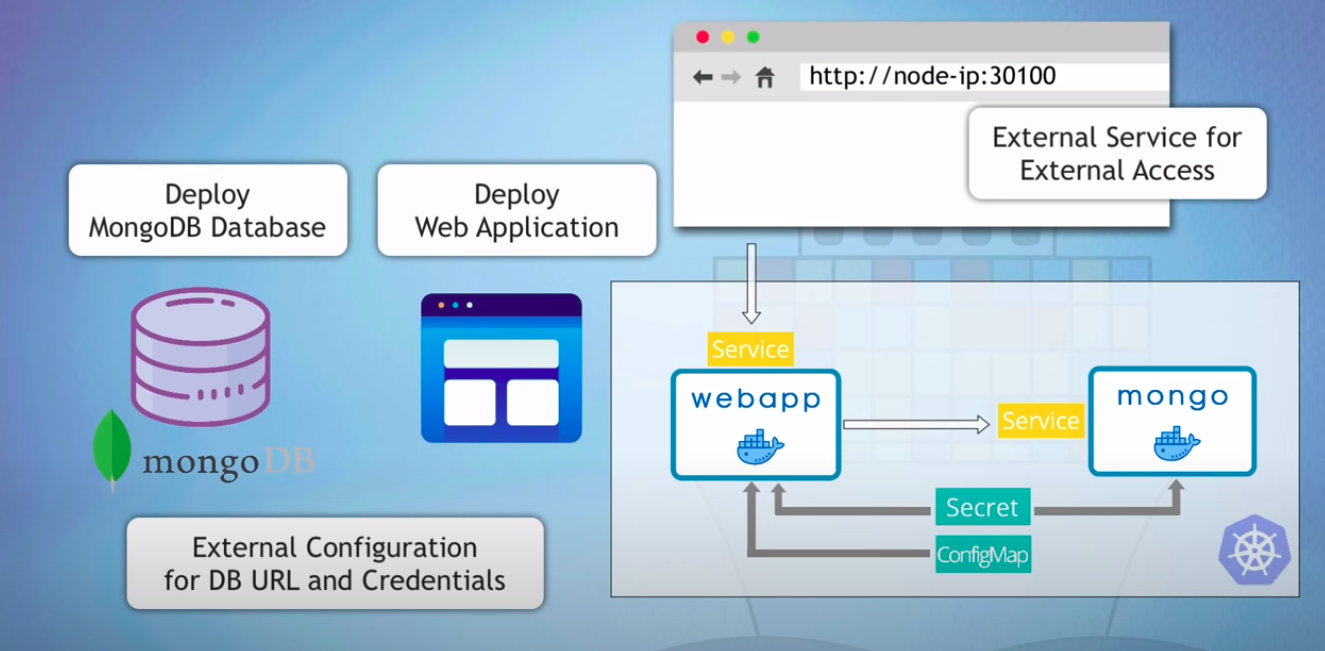 http://node-ip:30100
External Service for
External Access
Deploy
MongoDB Database
Deploy
Web Application
mongoDB
External Configuration
for DB URL and Credentials
Service
webapp
Service
mongo
Secret
ConfigMap